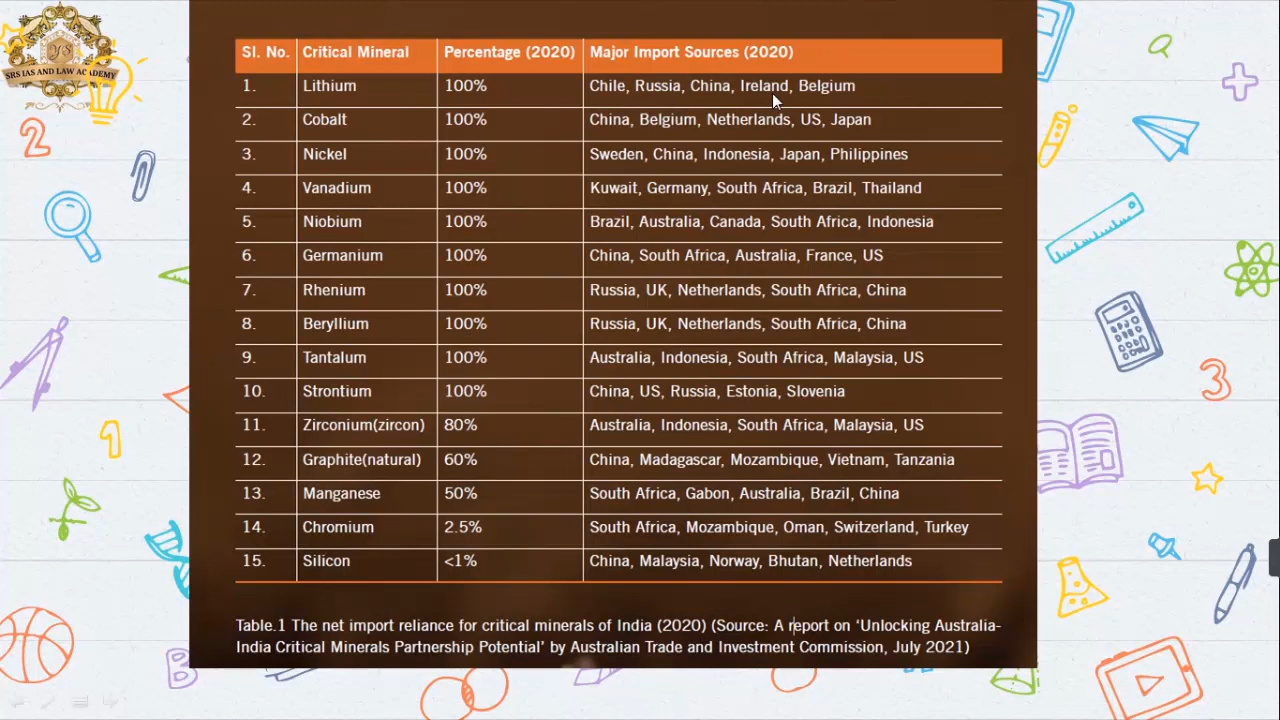 SRS IAS AND LAW ACADEMY
Sl. No. Critical Mineral Percentage (2020) Major Import Sources (2020)
1. Lithium 100% Chile, Russia, China, Ireland, Belgium
2. Cobalt 100% China, Belgium, Netherlands, US, Japan
3. Nickel 100% Sweden, China, Indonesia, Japan, Philippines
4. Vanadium 100% Kuwait, Germany, South Africa, Brazil, Thailand
5. Niobium 100% Brazil, Australia, Canada, South Africa, Indonesia
6. Germanium 100% China, South Africa, Australia, France, US
7. Rhenium 100% Russia, UK, Netherlands, South Africa, China
8. Beryllium 100% Russia, UK, Netherlands, South Africa, China
9. Tantalum 100% Australia, Indonesia, South Africa, Malaysia, US
10. Strontium 100% China, US, Russia, Estonia, Slovenia
11. Zirconium(zircon) 80% Australia, Indonesia, South Africa, Malaysia, US
12. Graphite(natural) 60% China, Madagascar, Mozambique, Vietnam, Tanzania
13. Manganese 50% South Africa, Gabon, Australia, Brazil, China
14. Chromium 2.5% South Africa, Mozambique, Oman, Switzerland, Turkey
15. Silicon <1% China, Malaysia, Norway, Bhutan, Netherlands
Table.1 The net import reliance for critical minerals of India (2020) (Source: A report on ‘Unlocking Australia-
India Critical Minerals Partnership Potential’ by Australian Trade and Investment Commission, July 2021)
2
1
3
B